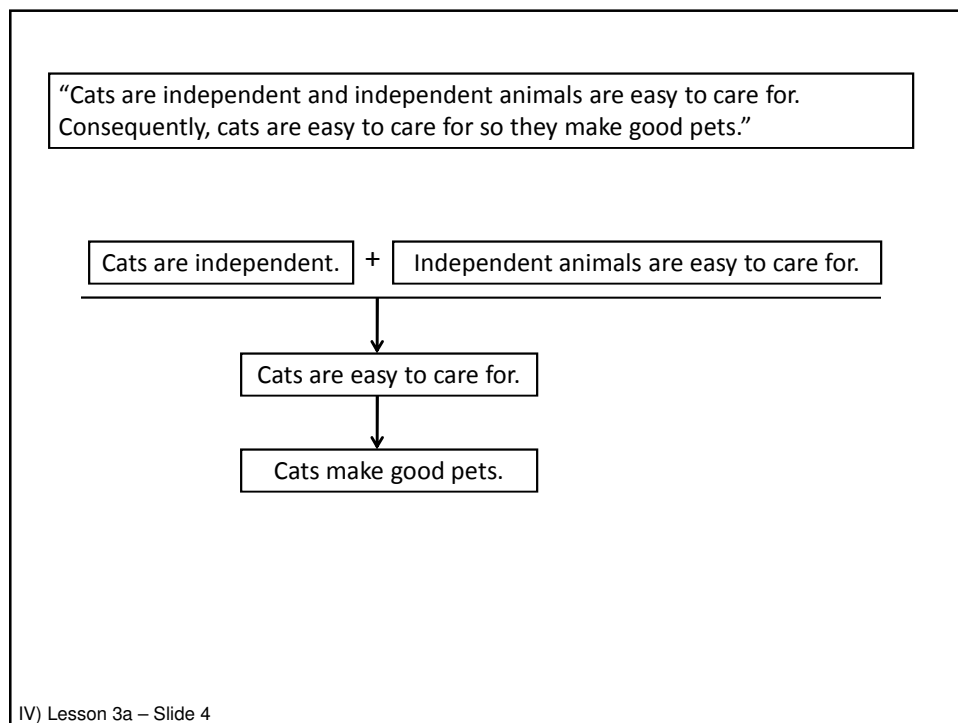 “Cats are independent and independent animals are easy to care for.
Consequently, cats are easy to care for so they make good pets.”
Cats are independent. + Independent animals are easy to care for.
Cats are easy to care for.
Cats make good pets.
IV) Lesson 3a – Slide 4